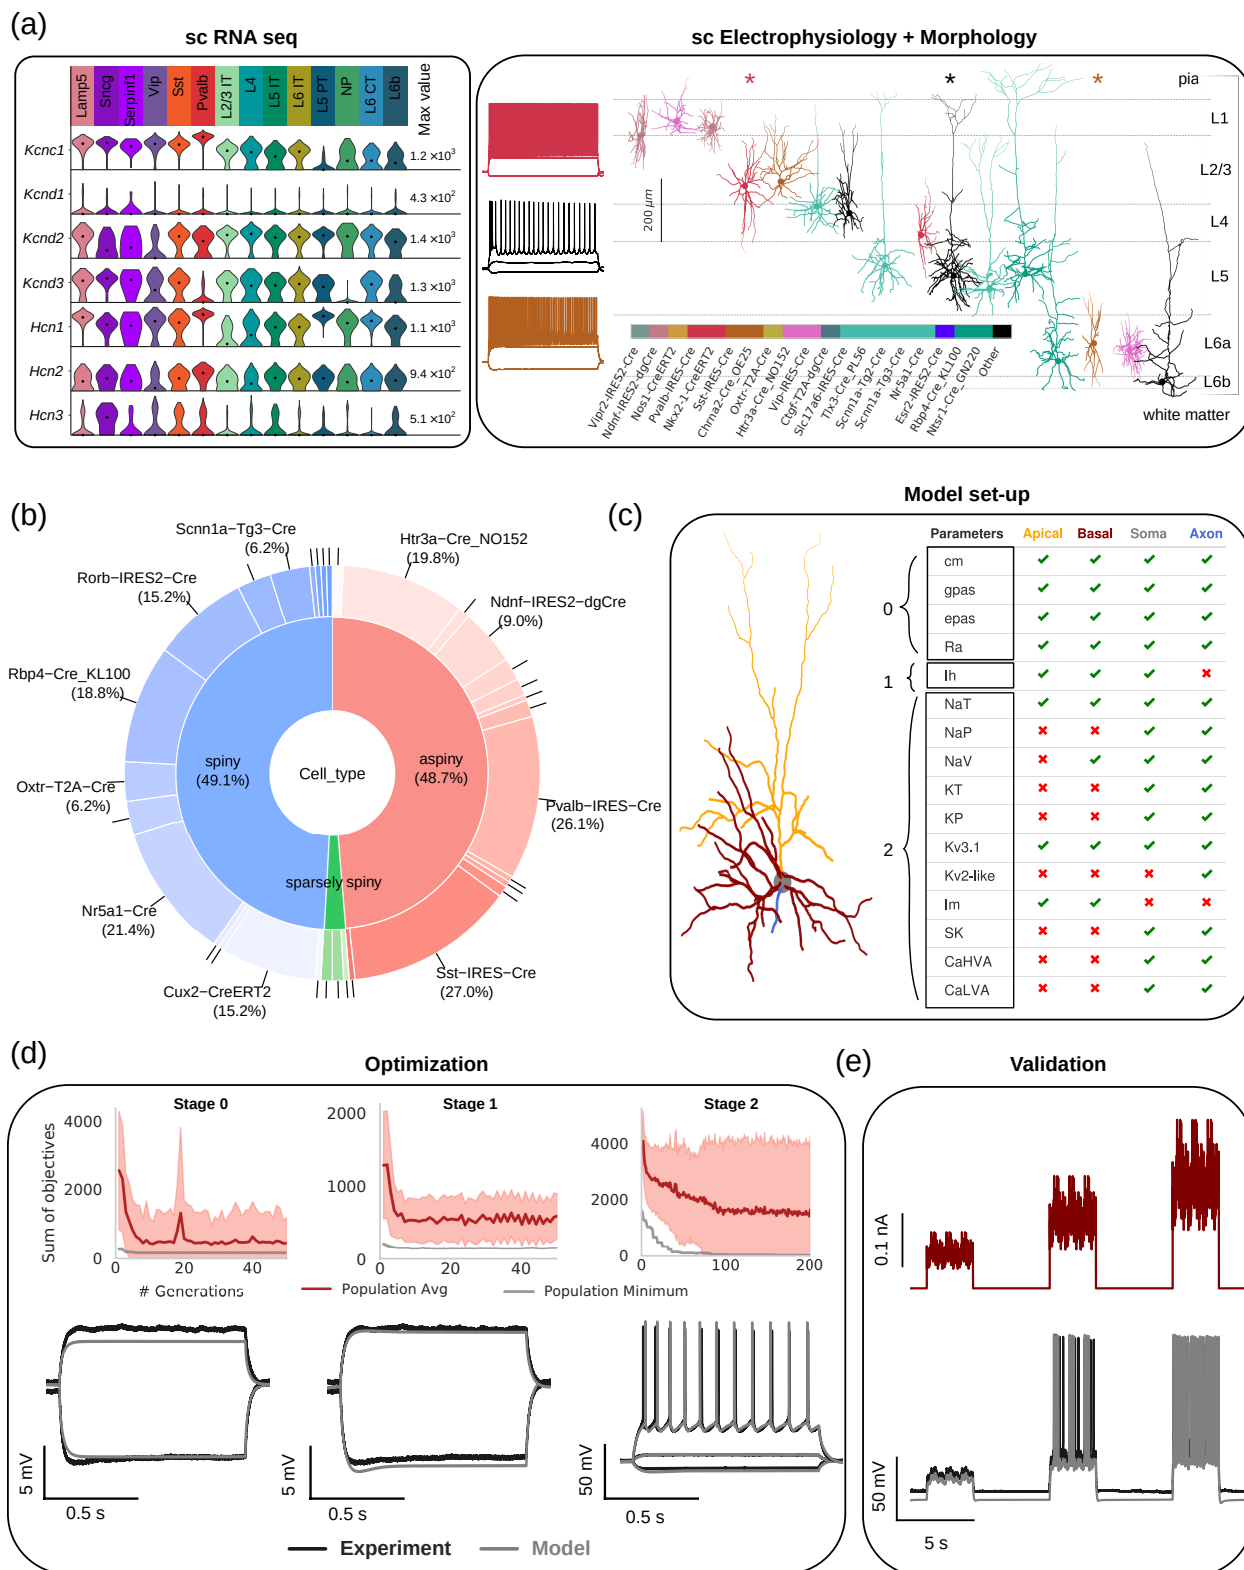 (a)
sc RNA seq
Lamp5
Sncg
Serpinf1
Vip
Sst
Pvalb
L2/3 IT
L4
L5 IT
L6 IT
L5 PT
NP
L6 CT
L6b
Max value
Kcnc1
1.2 ×10³
Kcnd1
4.3 ×10²
Kcnd2
1.4 ×10³
Kcnd3
1.3 ×10³
Hcn1
1.1 ×10³
Hcn2
9.4 ×10²
Hcn3
5.1 ×10²
sc Electrophysiology + Morphology
* * *
pia
L1
L2/3
L4
L5
L6a
L6b
white matter
200 μm
Vipr2-IRES2-Cre
Ndnf-IRES2-dgCre
Nos1-CreERT2
Pvalb-IRES-Cre
Nkx2-1-CreERT2
Sst-IRES-Cre
Chrna2-Cre_OE25
Oxtr-T2A-Cre
Htr3a-Cre_NO152
Vip-IRES-Cre
Ctgf-T2A-dgCre
Slc17a6-IRES-Cre
Tlx3-Cre_PL56
Scnn1a-Tg2-Cre
Scnn1a-Tg3-Cre
Nr5a1-Cre
Esr2-IRES2-Cre
Rbp4-Cre_KL100
Ntsr1-Cre_GN220
Other
(b)
Scnn1a−Tg3−Cre
(6.2%)
Htr3a−Cre_NO152
(19.8%)
Rorb−IRES2−Cre
(15.2%)
Ndnf−IRES2−dgCre
(9.0%)
Rbp4−Cre_KL100
(18.8%)
spiny
(49.1%)
Cell_type
aspiny
(48.7%)
Oxtr−T2A−Cre
(6.2%)
Pvalb−IRES−Cre
(26.1%)
sparsely spiny
Nr5a1−Cre
(21.4%)
Sst−IRES−Cre
(27.0%)
Cux2−CreERT2
(15.2%)
(c)
Model set-up
Parameters Apical Basal Soma Axon
0
cm ✔ ✔ ✔ ✔
gpas ✔ ✔ ✔ ✔
epas ✔ ✔ ✔ ✔
Ra ✔ ✔ ✔ ✔
1
Ih ✔ ✔ ✔ ✖
2
NaT ✔ ✔ ✔ ✔
NaP ✖ ✖ ✔ ✔
NaV ✖ ✔ ✔ ✔
KT ✖ ✖ ✔ ✔
KP ✖ ✖ ✔ ✔
Kv3.1 ✔ ✔ ✔ ✔
Kv2-like ✖ ✖ ✖ ✔
Im ✔ ✔ ✖ ✖
SK ✖ ✖ ✔ ✔
CaHVA ✖ ✖ ✔ ✔
CaLVA ✖ ✖ ✔ ✔
(d)
Optimization
Stage 0
Sum of objectives
4000
2000
0
0 20 40
# Generations
Stage 1
2000
1000
0
0 20 40
Stage 2
4000
2000
0
0 100 200
Population Avg
Population Minimum
5 mV
0.5 s
5 mV
0.5 s
50 mV
0.5 s
Experiment
Model
(e)
Validation
0.1 nA
50 mV
5 s